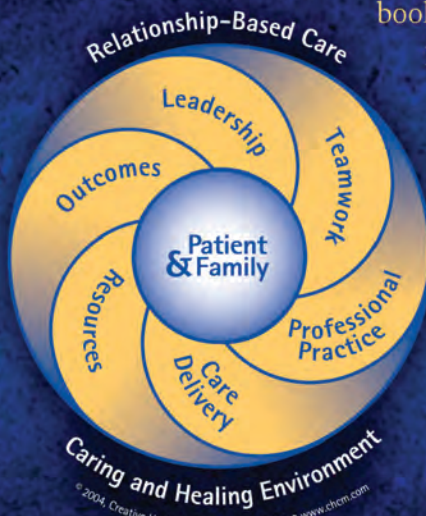 book
Relationship-Based Care
Leadership
Teamwork
Outcomes
Patient
& Family
Resources
Professional
Practice
Care
Delivery
Caring and Healing Environment
© 2004, Creative www.chcm.com